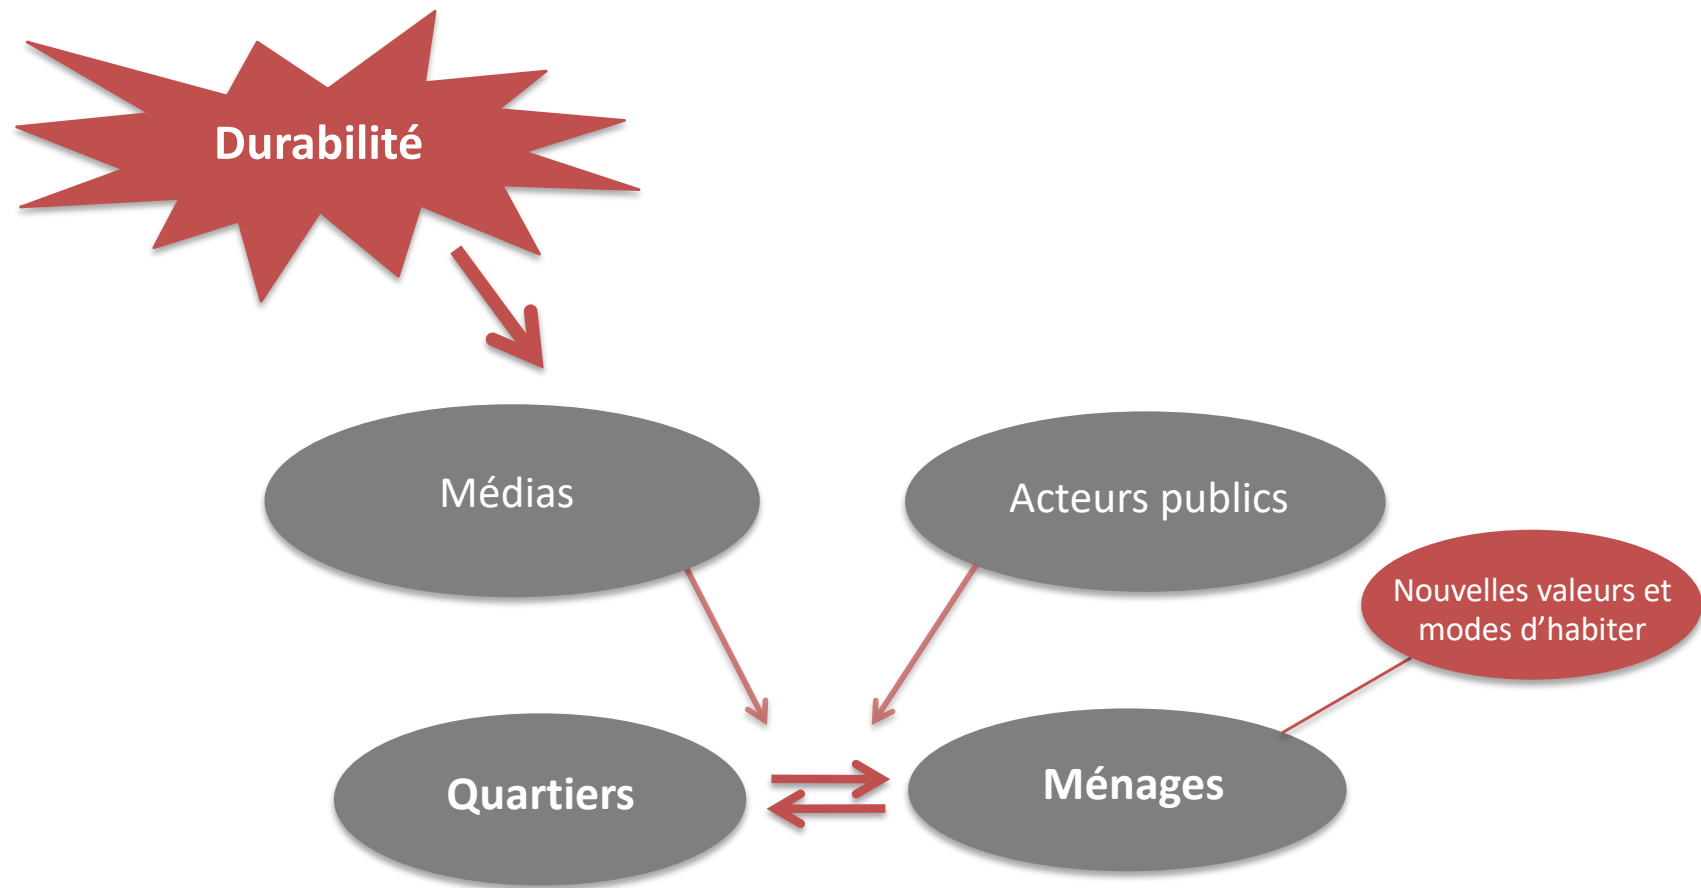 Durabilité
Médias
Acteurs publics
Nouvelles valeurs et
modes d’habiter
Quartiers
Ménages